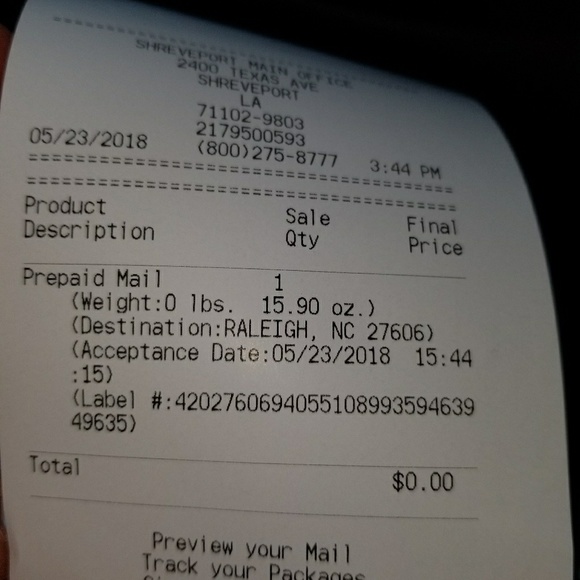 SHREVEPORT MAIN OFFICE
2400 TEXAS AVE
SHREVEPORT
LA
71102-9803
2179500593
05/23/2018 (800)275-8777 3:44 PM
========================================
========================================
Product Sale Final
Description Qty Price
Prepaid Mail 1
(Weight:0 lbs. 15.90 oz.)
(Destination:RALEIGH, NC 27606)
(Acceptance Date:05/23/2018 15:44
:15)
(Label #:42027606940551089935946 39
49635)
Total $0.00
Preview your Mail
Track your Packages